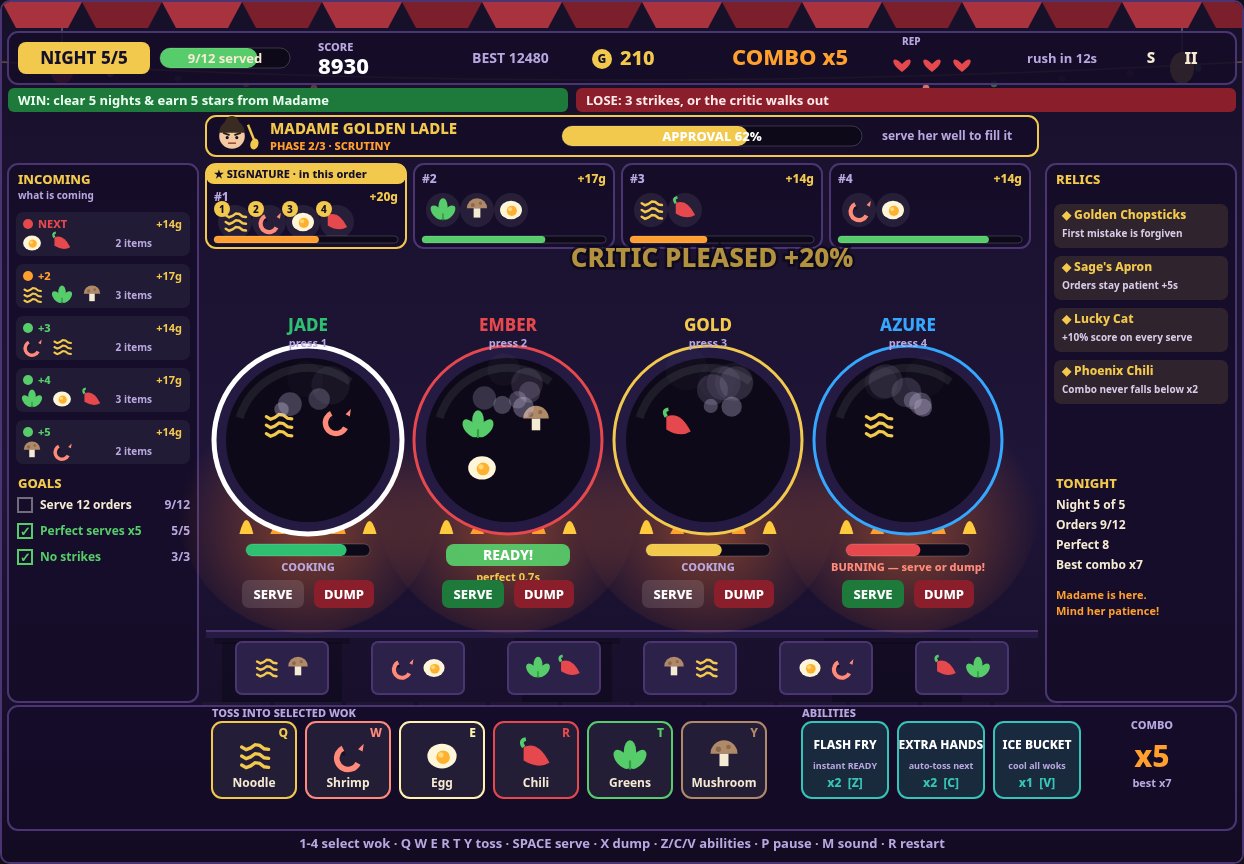 NIGHT 5/5
9/12 served
SCORE
8930
BEST 12480
G 210
COMBO x5
REP
rush in 12s
S
II
WIN: clear 5 nights & earn 5 stars from Madame
LOSE: 3 strikes, or the critic walks out
MADAME GOLDEN LADLE
PHASE 2/3 · SCRUTINY
APPROVAL 62%
serve her well to fill it
INCOMING
what is coming
NEXT +14g
2 items
+2 +17g
3 items
+3 +14g
2 items
+4 +17g
3 items
+5 +14g
2 items
GOALS
Serve 12 orders 9/12
Perfect serves x5 5/5
No strikes 3/3
★ SIGNATURE · in this order
#1 +20g
1 2 3 4
#2 +17g
#3 +14g
#4 +14g
CRITIC PLEASED +20%
JADE
press 1
EMBER
press 2
GOLD
press 3
AZURE
press 4
COOKING
SERVE DUMP
READY!
perfect 0.7s
SERVE DUMP
COOKING
SERVE DUMP
BURNING — serve or dump!
SERVE DUMP
RELICS
◆ Golden Chopsticks
First mistake is forgiven
◆ Sage's Apron
Orders stay patient +5s
◆ Lucky Cat
+10% score on every serve
◆ Phoenix Chili
Combo never falls below x2
TONIGHT
Night 5 of 5
Orders 9/12
Perfect 8
Best combo x7
Madame is here.
Mind her patience!
TOSS INTO SELECTED WOK
Q
Noodle
W
Shrimp
E
Egg
R
Chili
T
Greens
Y
Mushroom
ABILITIES
FLASH FRY
instant READY
x2 [Z]
EXTRA HANDS
auto-toss next
x2 [C]
ICE BUCKET
cool all woks
x1 [V]
COMBO
x5
best x7
1-4 select wok · Q W E R T Y toss · SPACE serve · X dump · Z/C/V abilities · P pause · M sound · R restart